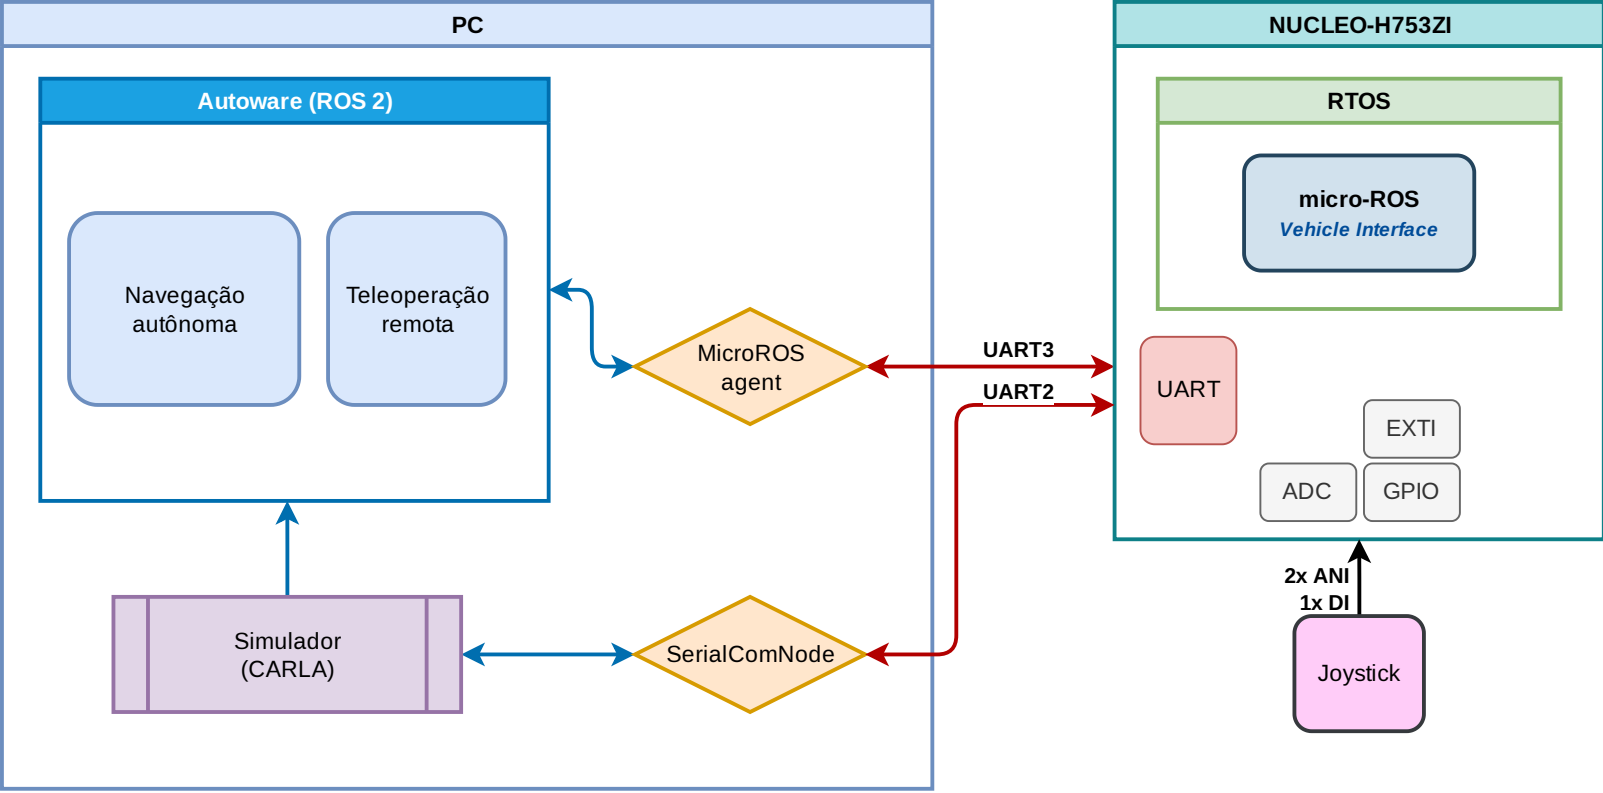 PC
Autoware (ROS 2)
Navegação
autônoma
Teleoperação
remota
MicroROS
agent
Simulador
(CARLA)
SerialComNode
UART3
UART2
NUCLEO-H753ZI
RTOS
micro-ROS
Vehicle Interface
UART
EXTI
ADC
GPIO
2x ANI
1x DI
Joystick